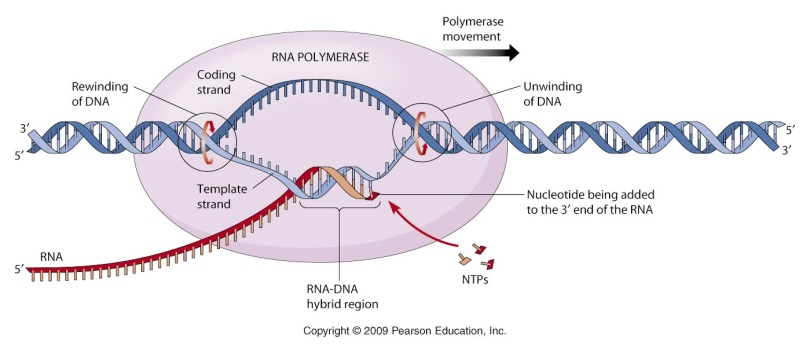 Polymerase
movement
RNA POLYMERASE
Coding
strand
Rewinding
of DNA
Unwinding
of DNA
3′
5′
5′
3′
Template
strand
Nucleotide being added
to the 3′ end of the RNA
RNA
5′
NTPs
RNA-DNA
hybrid region
Copyright © 2009 Pearson Education, Inc.